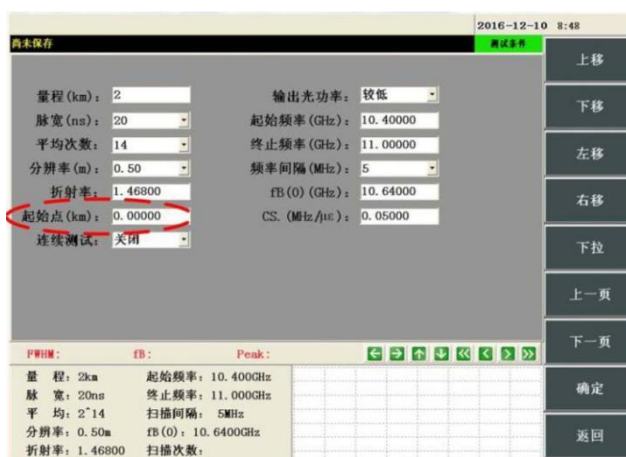 2016-12-10 8:48
尚未保存 测试条件
量程(km): 2 输出光功率: 较低
脉宽(ns): 20 起始频率(GHz): 10.40000
平均次数: 14 终止频率(GHz): 11.00000
分辨率(m): 0.50 频率间隔(MHz): 5
折射率: 1.46800 fB(0)(GHz): 10.64000
起始点(km): 0.00000 CS.(MHz/με): 0.05000
连续测试: 关闭
上移
下移
左移
右移
下拉
上一页
下一页
确定
返回
FWHM: fB: Peak:
量 程: 2km 起始频率: 10.400GHz
脉 宽: 20ns 终止频率: 11.000GHz
平 均: 2^14 扫描间隔: 5MHz
分辨率: 0.50m fB(0): 10.6400GHz
折射率: 1.46800 扫描次数: